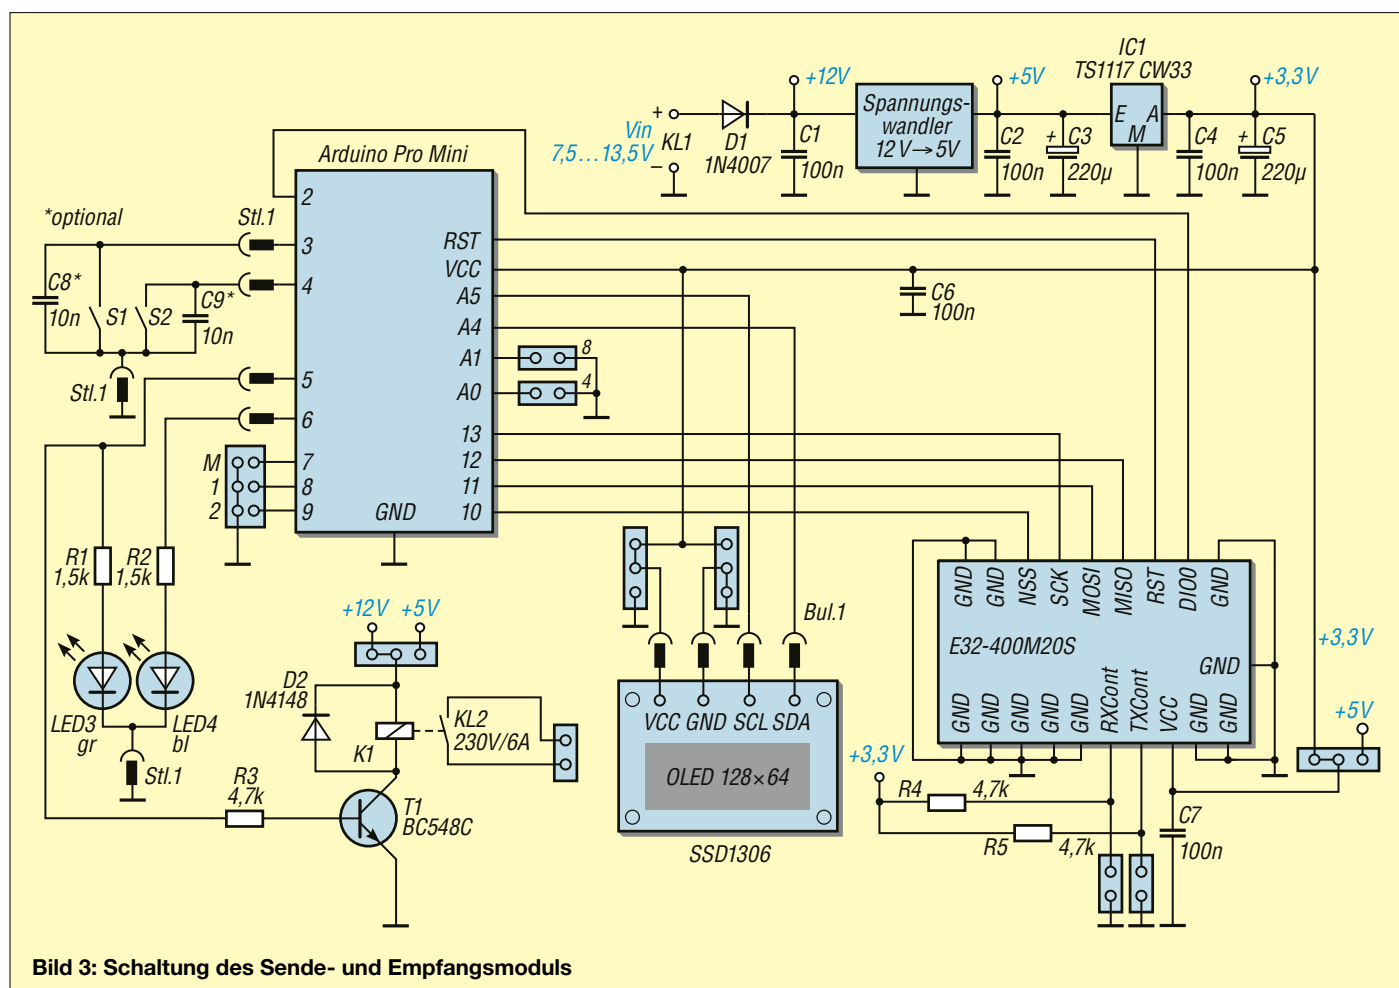 IC1
TS1117 CW33
+12V
+5V
+3,3V
+
Vin
7,5...13,5V
KL1
−
D1
1N4007
C1
100n
Spannungs-
wandler
12V→5V
C2
100n
+
C3
220µ
E
A
M
C4
100n
+
C5
220µ
Arduino Pro Mini
*optional
Stl.1
2
3
4
5
6
7
8
9
GND
RST
VCC
A5
A4
A1
A0
13
12
11
10
C8*
10n
S1
S2
C9*
10n
Stl.1
C6
100n
8
4
M
1
2
R1
1,5k
R2
1,5k
LED3
gr
LED4
bl
Stl.1
+12V
+5V
D2
1N4148
K1
KL2
230V/6A
R3
4,7k
T1
BC548C
Bul.1
VCC GND SCL SDA
OLED 128×64
SSD1306
GND
GND
NSS
SCK
MOSI
MISO
RST
DIO0
GND
E32-400M20S
GND
GND
GND
GND
GND
GND
RXCont
TXCont
VCC
GND
GND
+3,3V
+5V
+3,3V
R4
4,7k
R5
4,7k
C7
100n
Bild 3: Schaltung des Sende- und Empfangsmoduls